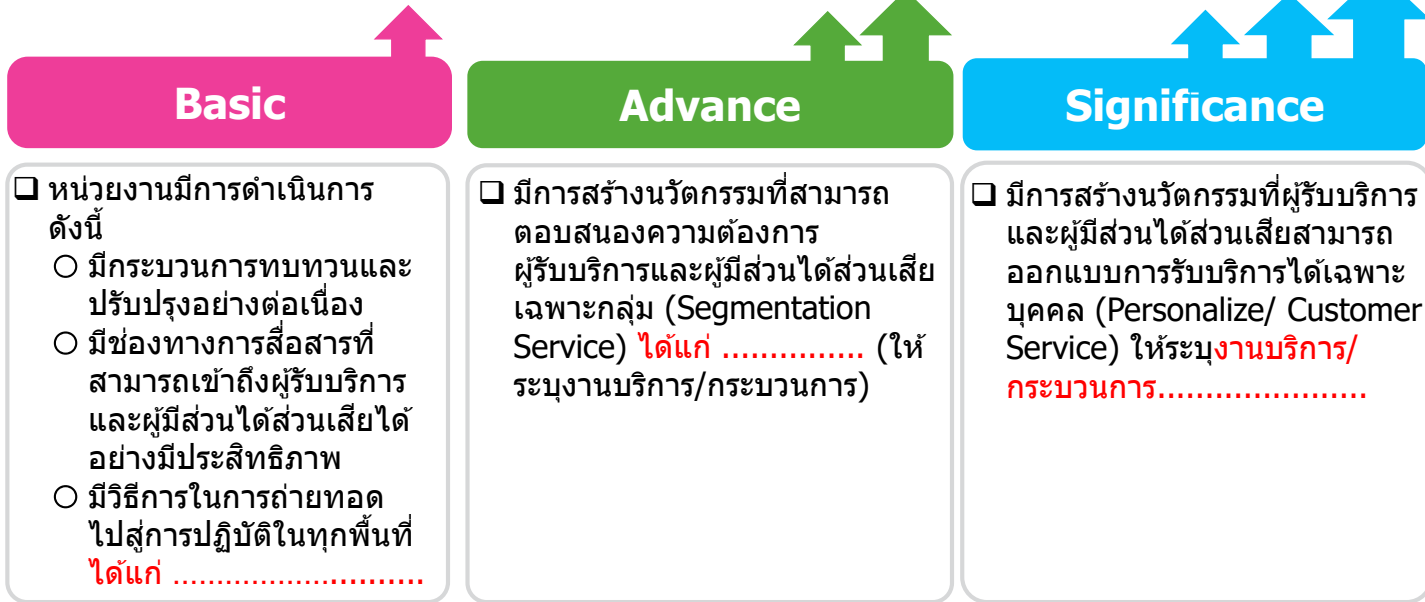 Basic
❑ หน่วยงานมีการดำเนินการ
ดังนี้
○ มีกระบวนการทบทวนและ
ปรับปรุงอย่างต่อเนื่อง
○ มีช่องทางการสื่อสารที่
สามารถเข้าถึงผู้รับบริการ
และผู้มีส่วนได้ส่วนเสียได้
อย่างมีประสิทธิภาพ
○ มีวิธีการในการถ่ายทอด
ไปสู่การปฏิบัติในทุกพื้นที่
ได้แก่ .............................
Advance
❑ มีการสร้างนวัตกรรมที่สามารถ
ตอบสนองความต้องการ
ผู้รับบริการและผู้มีส่วนได้ส่วนเสีย
เฉพาะกลุ่ม (Segmentation
Service) ได้แก่ ............... (ให้
ระบุงานบริการ/กระบวนการ)
Significance
❑ มีการสร้างนวัตกรรมที่ผู้รับบริการ
และผู้มีส่วนได้ส่วนเสียสามารถ
ออกแบบการรับบริการได้เฉพาะ
บุคคล (Personalize/ Customer
Service) ให้ระบุงานบริการ/
กระบวนการ......................